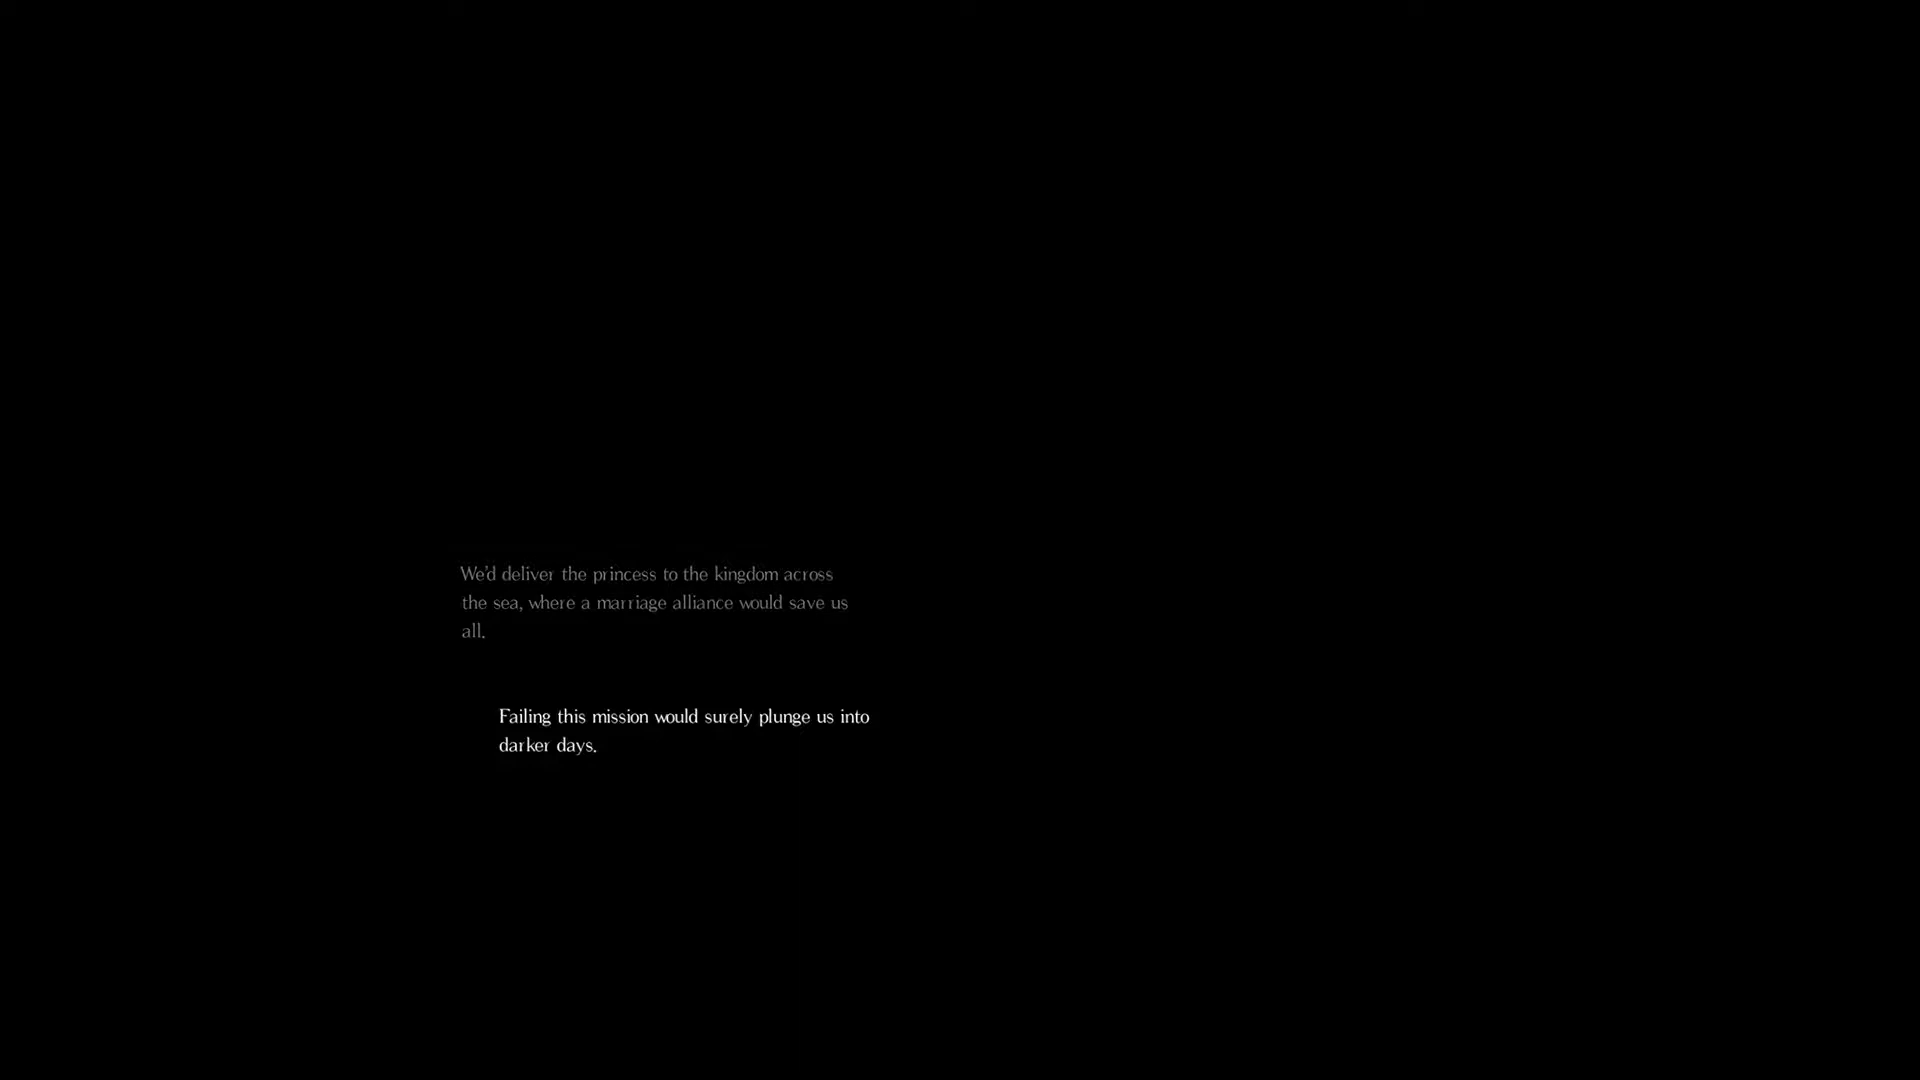 We'd deliver the princess to the kingdom across
the sea, where a marriage alliance would save us
all.
Failing this mission would surely plunge us into
darker days.